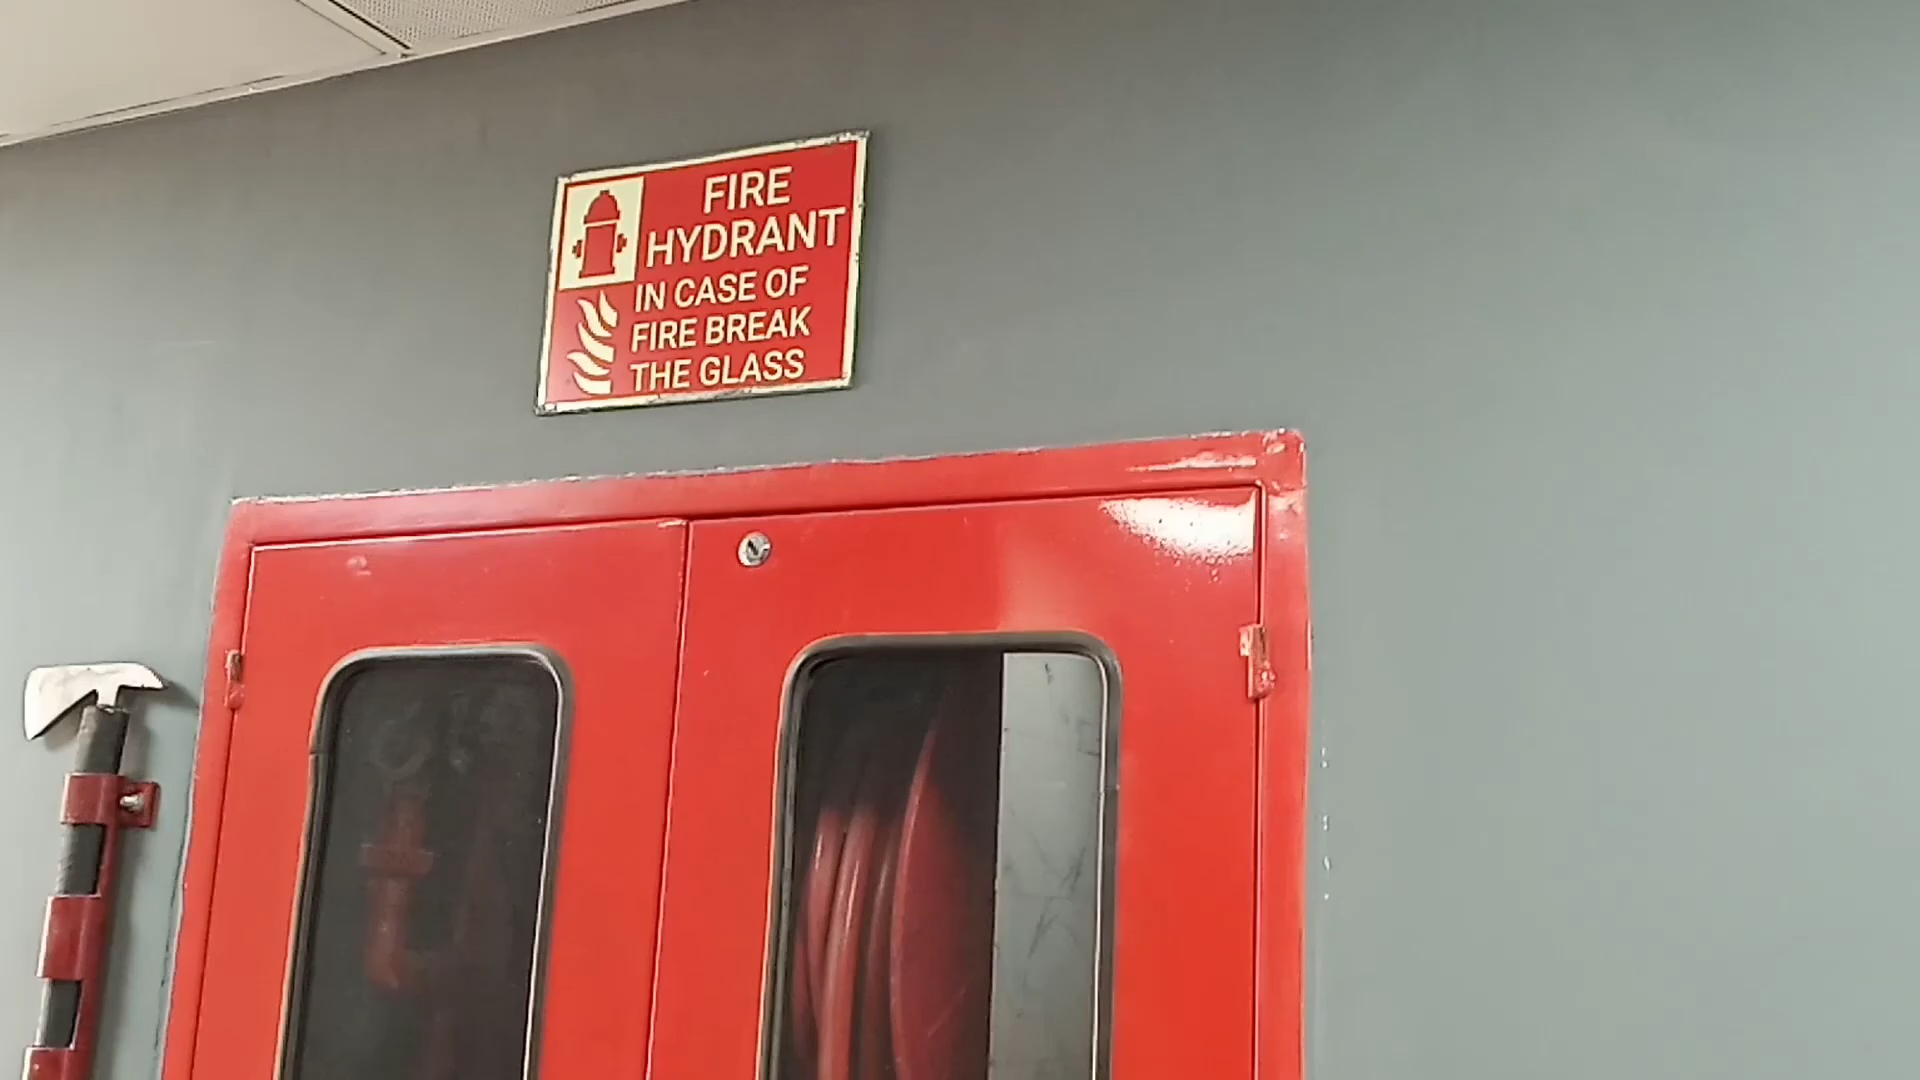 FIRE
HYDRANT
IN CASE OF
FIRE BREAK
THE GLASS